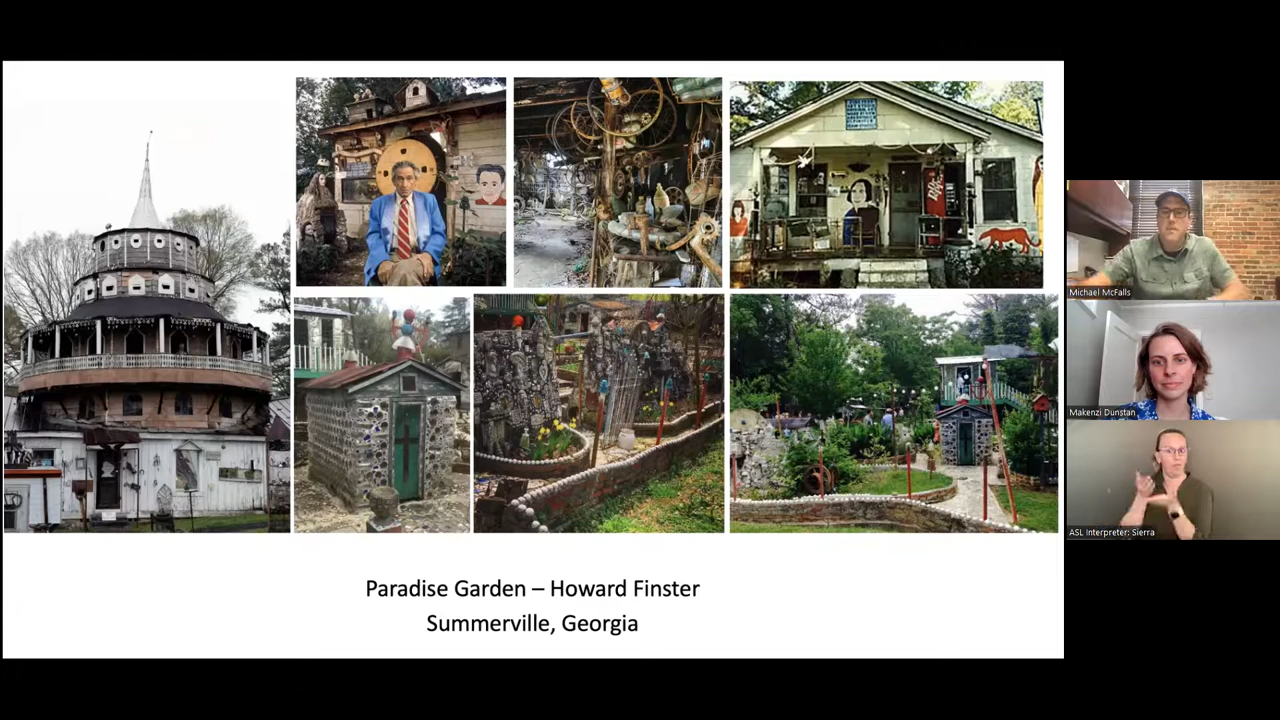 Paradise Garden – Howard Finster
Summerville, Georgia
Michael McFalls
Makenzi Dunstan
ASL Interpreter: Sierra